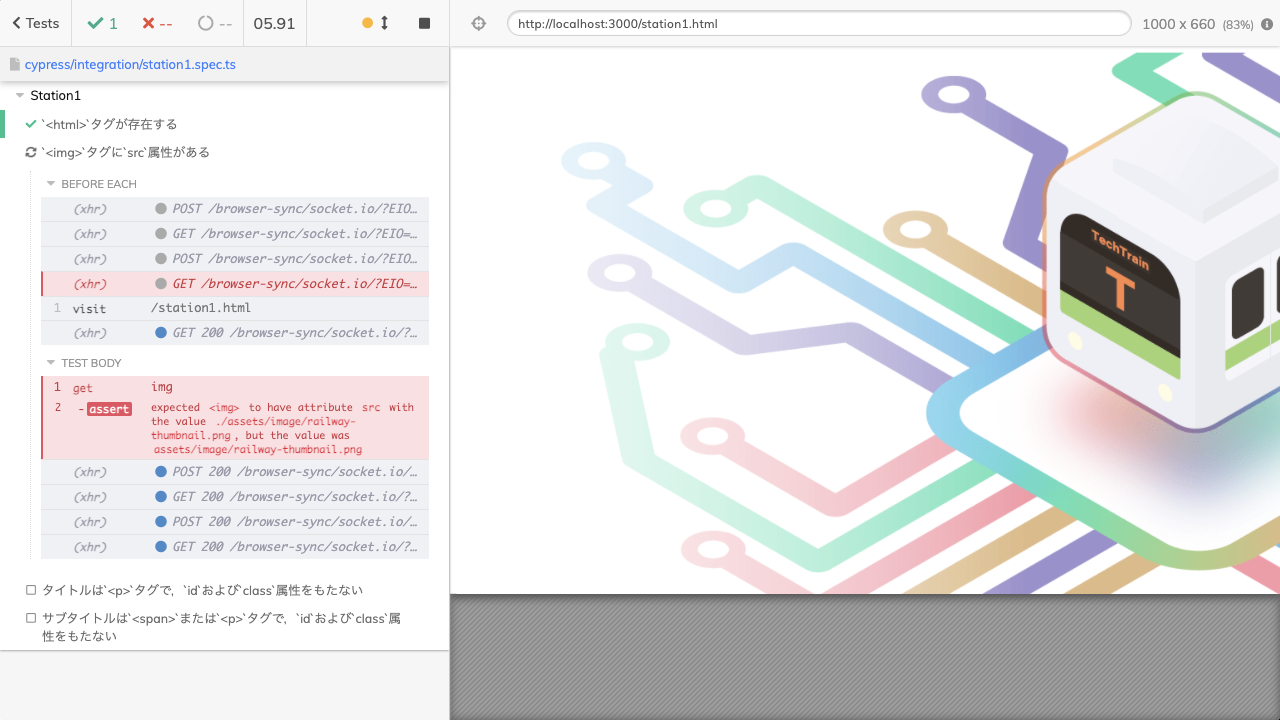 Tests
1
--
--
05.91
http://localhost:3000/station1.html
1000 x 660 (83%)
cypress/integration/station1.spec.ts
Station1
`<html>`タグが存在する
`<img>`タグに`src`属性がある
BEFORE EACH
(xhr) POST /browser-sync/socket.io/?EIO…
(xhr) GET /browser-sync/socket.io/?EIO=…
(xhr) POST /browser-sync/socket.io/?EIO…
(xhr) GET /browser-sync/socket.io/?EIO=…
1 visit /station1.html
(xhr) GET 200 /browser-sync/socket.io/?…
TEST BODY
1 get img
2 -assert expected <img> to have attribute src with
the value ./assets/image/railway-
thumbnail.png , but the value was
assets/image/railway-thumbnail.png
(xhr) POST 200 /browser-sync/socket.io/…
(xhr) GET 200 /browser-sync/socket.io/?…
(xhr) POST 200 /browser-sync/socket.io/…
(xhr) GET 200 /browser-sync/socket.io/?…
タイトルは`<p>`タグで，`id`および`class`属性をもたない
サブタイトルは`<span>`または`<p>`タグで，`id`および`class`属
性をもたない
TechTrain
T